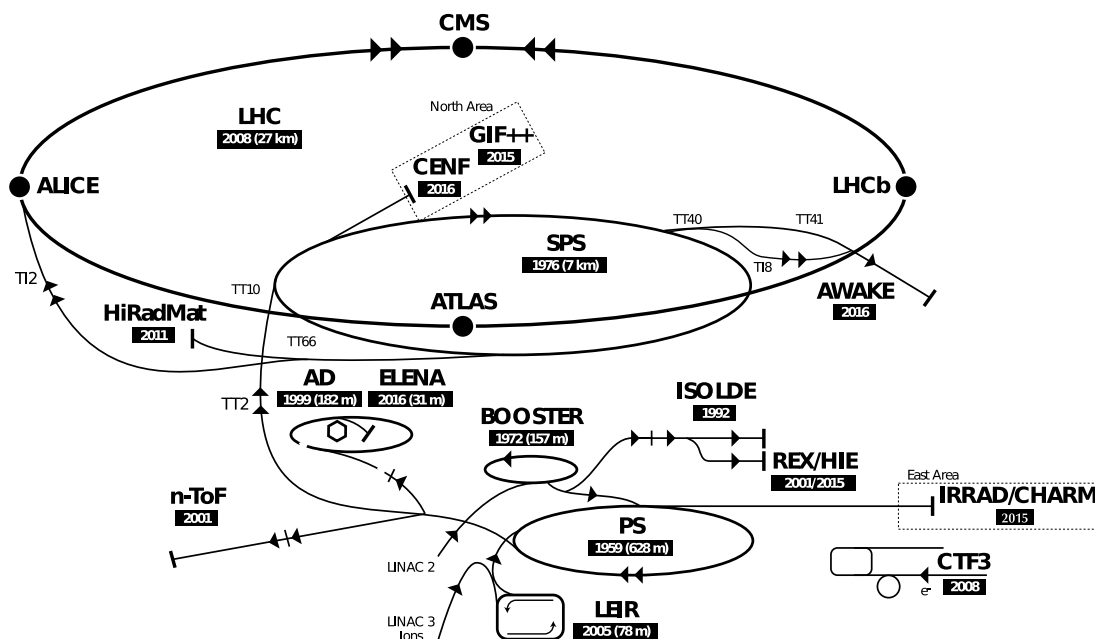 CMS
LHC
2008 (27 km)
North Area
GIF++
2015
CENF
2016
ALICE
LHCb
TT40
TT41
SPS
1976 (7 km)
TI8
TI2
TT10
ATLAS
AWAKE
2016
HiRadMat
2011
TT66
AD
1999 (182 m)
ELENA
2016 (31 m)
TT2
ISOLDE
1992
BOOSTER
1972 (157 m)
REX/HIE
2001/2015
East Area
n-ToF
2001
IRRAD/CHARM
2015
PS
1959 (628 m)
LINAC 2
CTF3
2008
e-
LEIR
2005 (78 m)
LINAC 3
Ions